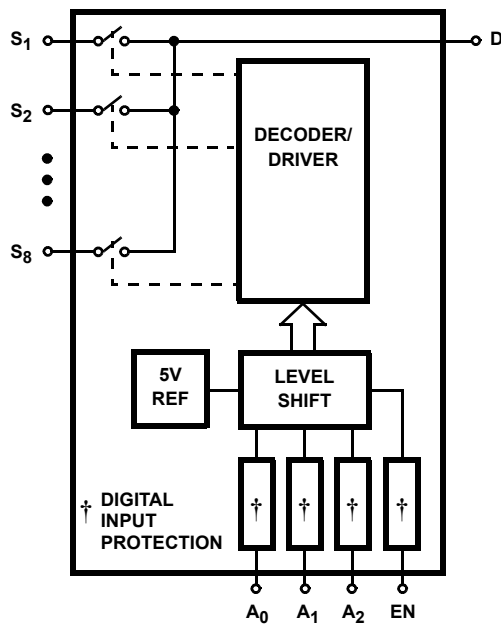 S1
D
S2
DECODER/
DRIVER
S8
5V
REF
LEVEL
SHIFT
† † † †
† DIGITAL
INPUT
PROTECTION
A0 A1 A2 EN